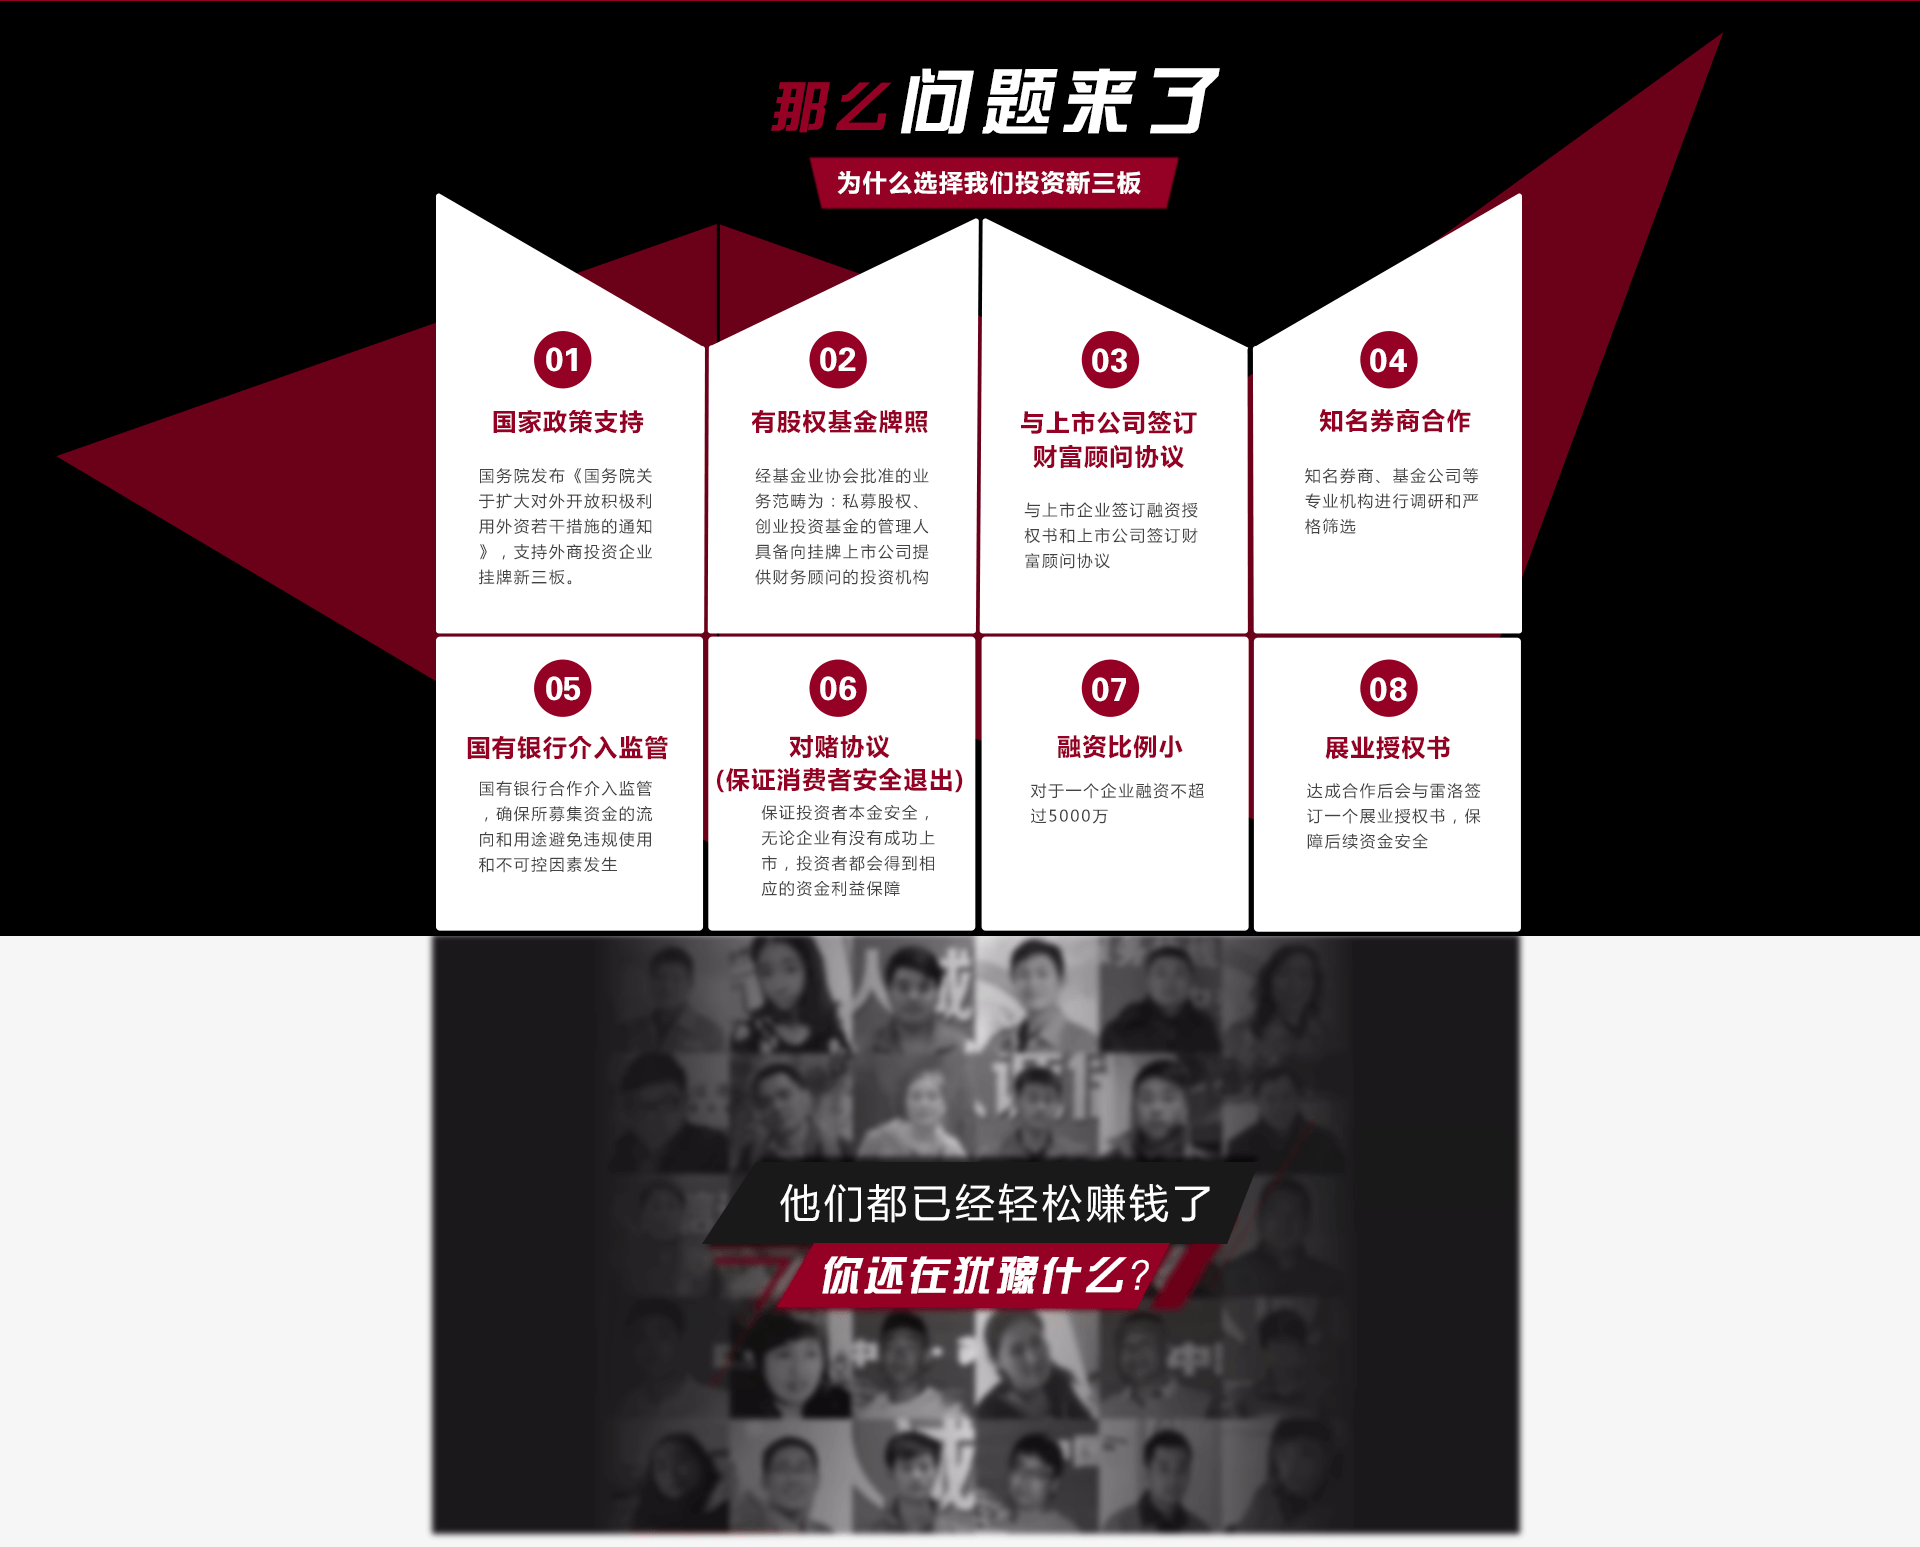 那么问题来了
为什么选择我们投资新三板
01
国家政策支持
国务院发布《国务院关
于扩大对外开放积极利
用外资若干措施的通知
》，支持外商投资企业
挂牌新三板。
02
有股权基金牌照
经基金业协会批准的业
务范畴为：私募股权、
创业投资基金的管理人
具备向挂牌上市公司提
供财务顾问的投资机构
03
与上市公司签订
财富顾问协议
与上市企业签订融资授
权书和上市公司签订财
富顾问协议
04
知名券商合作
知名券商、基金公司等
专业机构进行调研和严
格筛选
05
国有银行介入监管
国有银行合作介入监管
，确保所募集资金的流
向和用途避免违规使用
和不可控因素发生
06
对赌协议
(保证消费者安全退出)
保证投资者本金安全，
无论企业有没有成功上
市，投资者都会得到相
应的资金利益保障
07
融资比例小
对于一个企业融资不超
过5000万
08
展业授权书
达成合作后会与雷洛签
订一个展业授权书，保
障后续资金安全
他们都已经轻松赚钱了
你还在犹豫什么?